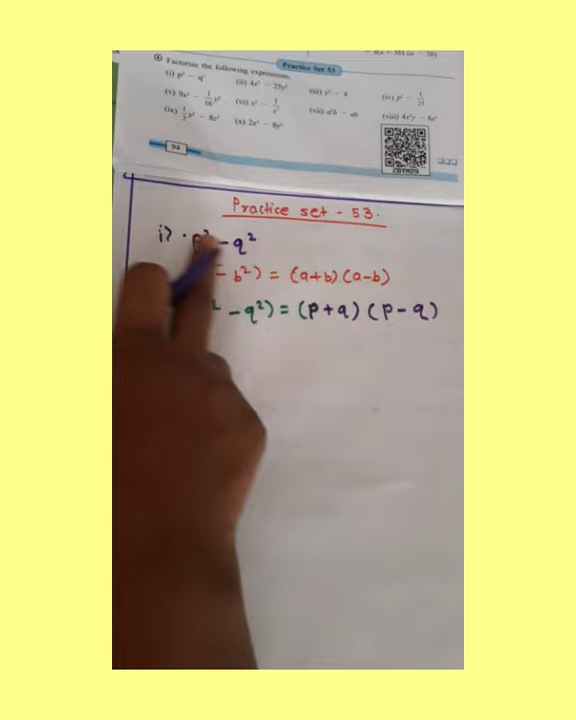 Practice Set 53
Factorise the following expressions.
(i) p² - q² (ii) 4x² - 25y² (iii) y² - 4 (iv) p² - 1/25
(v) 9x² - 1/16 y² (vi) x² - 1/x² (vii) a²b - ab (viii) 4x²y - 6x²
(ix) 1/2 y² - 8z² (x) 2x² - 8y²
94
ZBYHZ9
Practice set - 53.
i) . p² - q²
- b²) = (a+b) (a-b)
² - q²) = (p+q) (p-q)